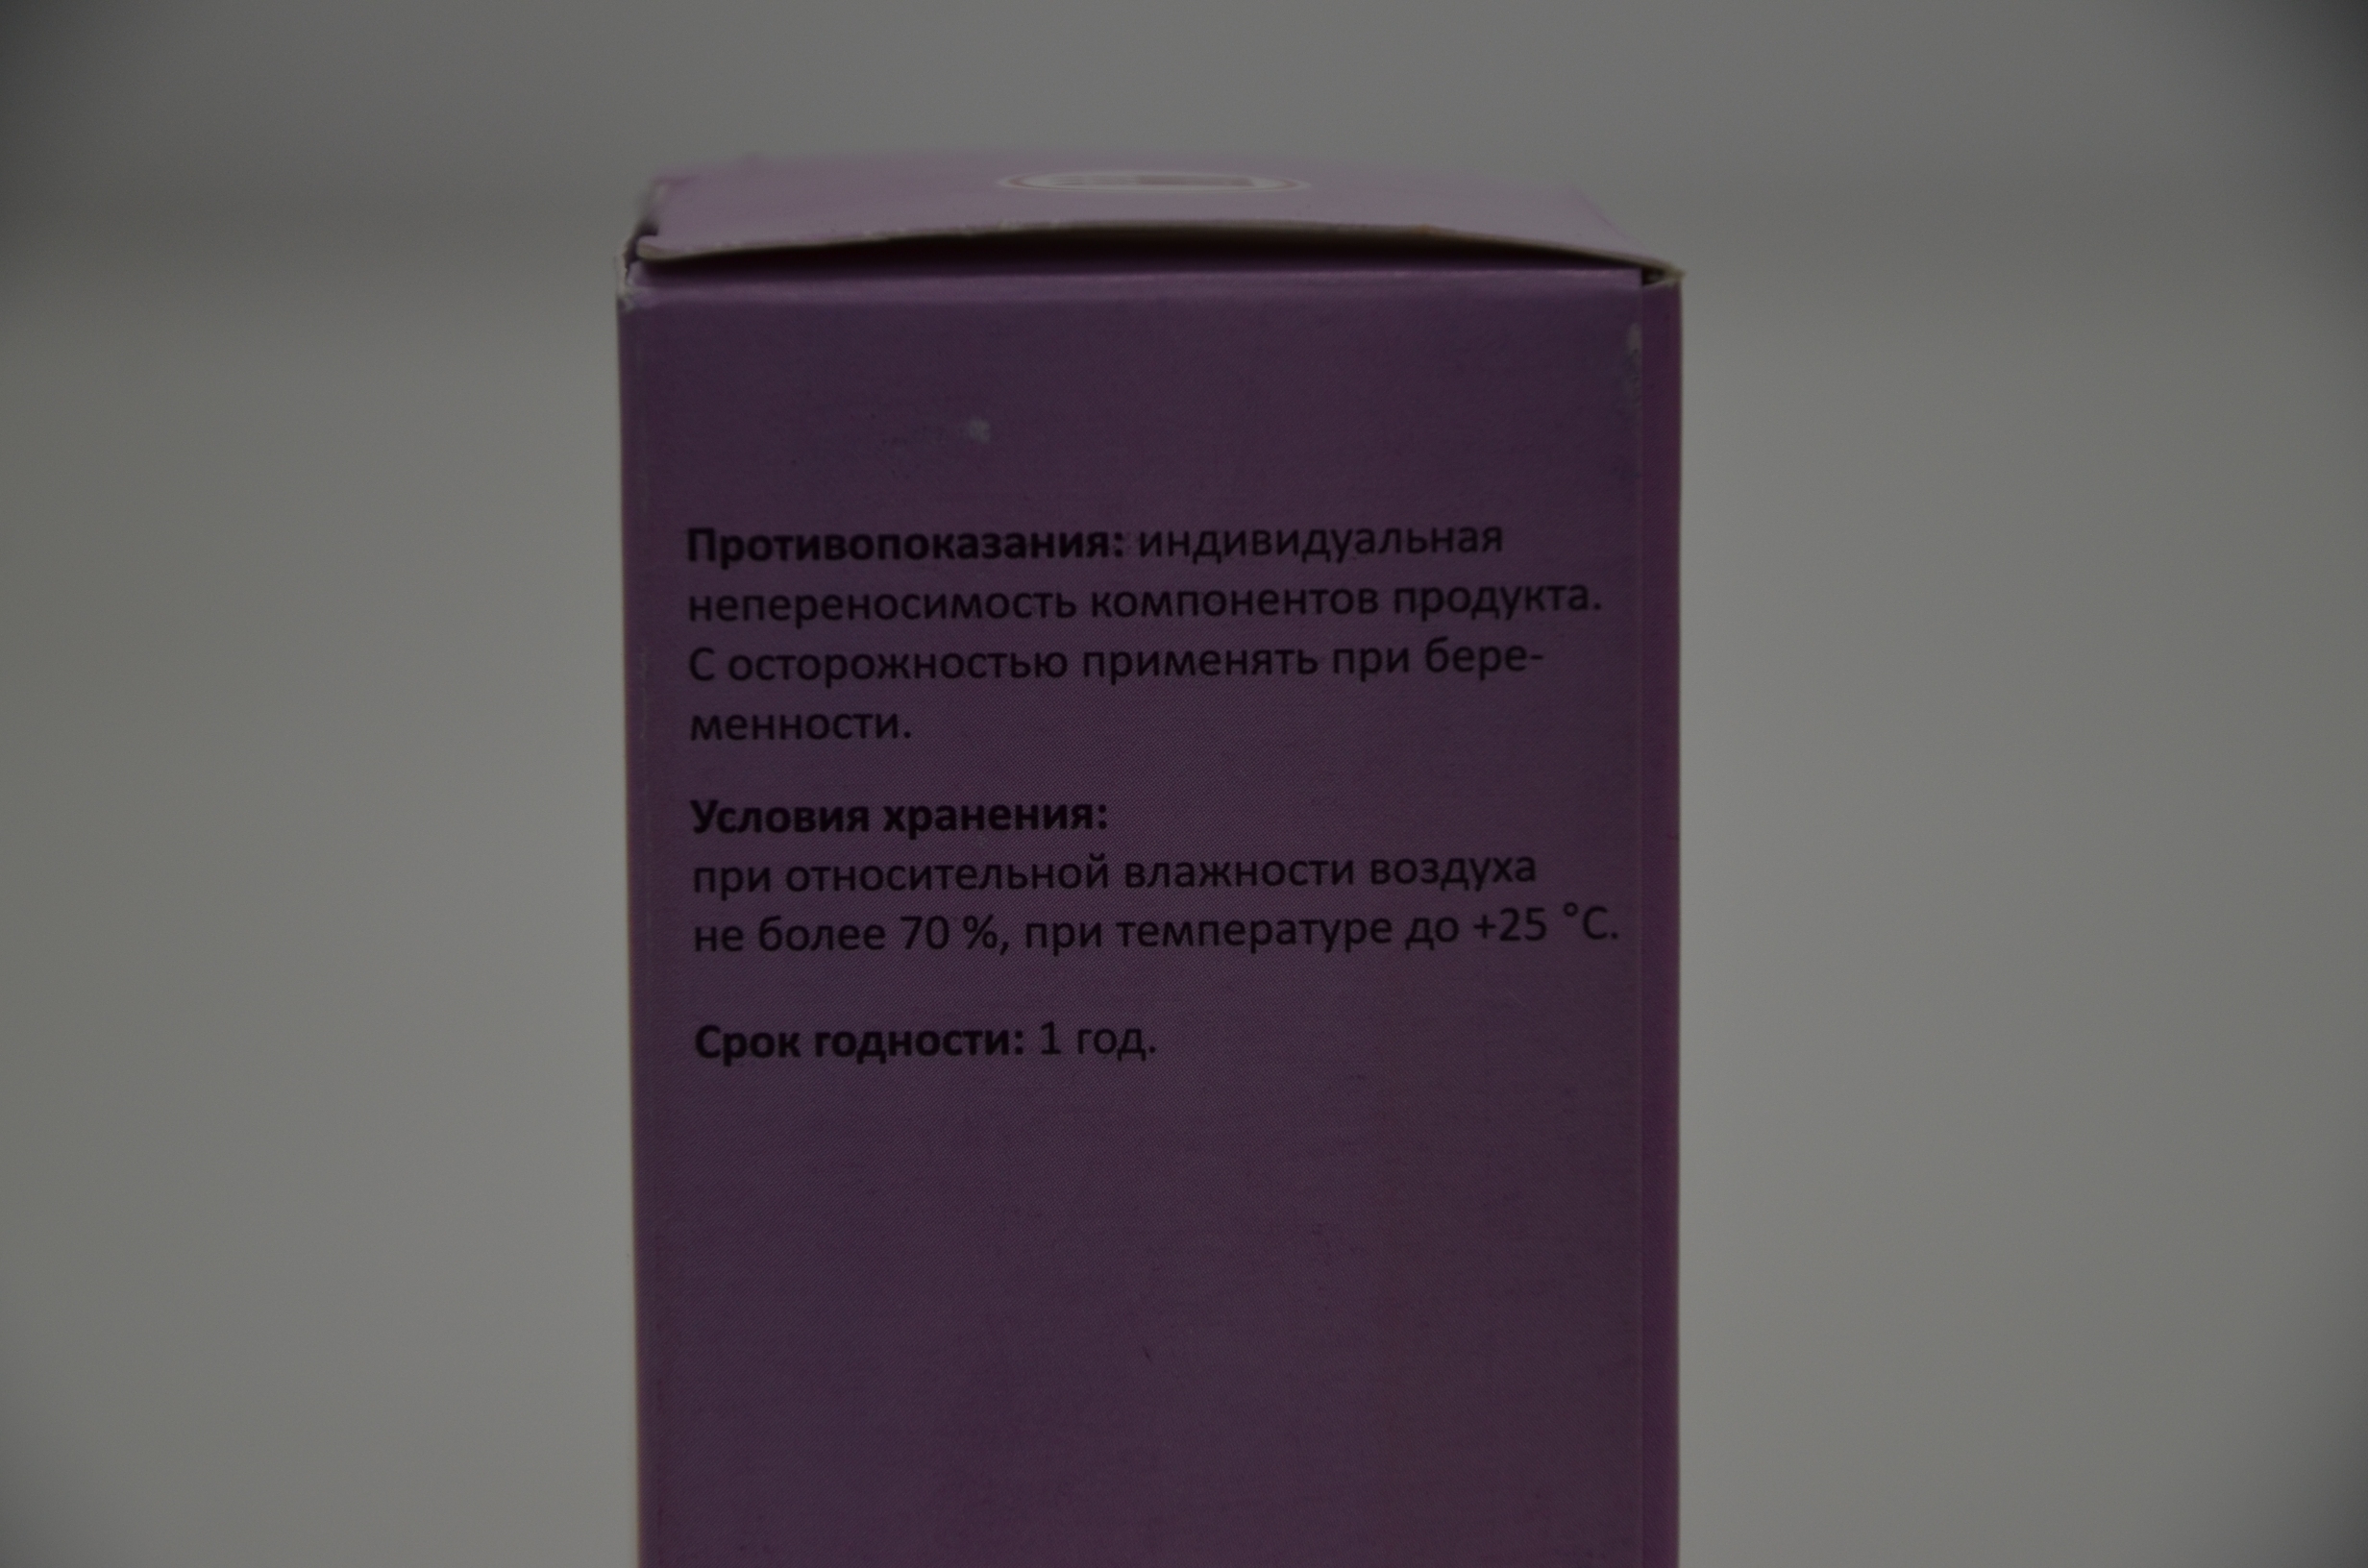 Противопоказания: индивидуальная
непереносимость компонентов продукта.
С осторожностью применять при бере-
менности.
Условия хранения:
при относительной влажности воздуха
не более 70 %, при температуре до +25 °C.
Срок годности: 1 год.